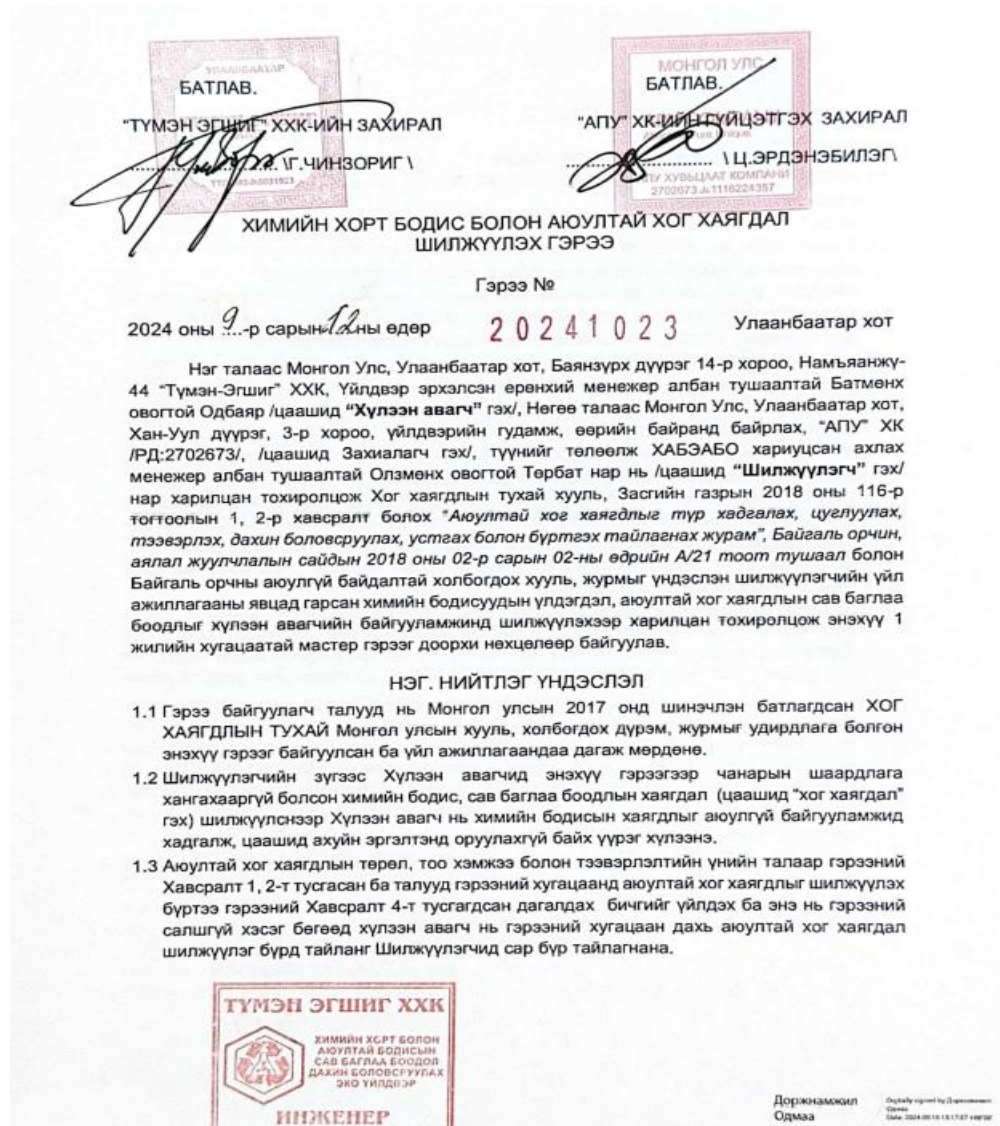 УЛААНБААТАР
МОНГОЛ УЛС
БАТЛАВ.
БАТЛАВ.
"ТҮМЭН ЭГШИГ" ХХК-ИЙН ЗАХИРАЛ
"АПУ" ХК-ИЙН ГҮЙЦЭТГЭХ ЗАХИРАЛ
\Г.ЧИНЗОРИГ \
\ Ц.ЭРДЭНЭБИЛЭГ\
АПУ ХУВЬЦААТ КОМПАНИ
2702673 1116224357
ХИМИЙН ХОРТ БОДИС БОЛОН АЮУЛТАЙ ХОГ ХАЯГДАЛ
ШИЛЖҮҮЛЭХ ГЭРЭЭ
Гэрээ №
2024 оны 9-р сарын 12ны өдөр 20241023 Улаанбаатар хот
Нэг талаас Монгол Улс, Улаанбаатар хот, Баянзүрх дүүрэг 14-р хороо, Намъянжу-
44 "Түмэн-Эгшиг" ХХК, Үйлдвэр эрхэлсэн ерөнхий менежер албан тушаалтай Батмөнх
овогтой Одбаяр /цаашид "Хүлээн авагч" гэх/, Нөгөө талаас Монгол Улс, Улаанбаатар хот,
Хан-Уул дүүрэг, 3-р хороо, үйлдвэрийн гудамж, өөрийн байранд байрлах, "АПУ" ХК
/РД:2702673/, /цаашид Захиалагч гэх/, түүнийг төлөөлж ХАБЭАБО хариуцсан ахлах
менежер албан тушаалтай Олзмөнх овогтой Төрбат нар нь /цаашид "Шилжүүлэгч" гэх/
нар харилцан тохиролцож Хог хаягдлын тухай хууль, Засгийн газрын 2018 оны 116-р
тогтоолын 1, 2-р хавсралт болох "Аюултай хог хаягдлыг түр хадгалах, цуглуулах,
тээвэрлэх, дахин боловсруулах, устгах болон бүртгэх тайлагнах журам", Байгаль орчин,
аялал жуулчлалын сайдын 2018 оны 02-р сарын 02-ны өдрийн А/21 тоот тушаал болон
Байгаль орчны аюулгүй байдалтай холбогдох хууль, журмыг үндэслэн шилжүүлэгчийн үйл
ажиллагааны явцад гарсан химийн бодисуудын үлдэгдэл, аюултай хог хаягдлын сав баглаа
боодлыг хүлээн авагчийн байгууламжинд шилжүүлэхээр харилцан тохиролцож энэхүү 1
жилийн хугацаатай мастер гэрээг доорхи нөхцөлөөр байгуулав.
НЭГ. НИЙТЛЭГ ҮНДЭСЛЭЛ
1.1 Гэрээ байгуулагч талууд нь Монгол улсын 2017 онд шинэчлэн батлагдсан ХОГ
ХАЯГДЛЫН ТУХАЙ Монгол улсын хууль, холбогдох дүрэм, журмыг удирдлага болгон
энэхүү гэрээг байгуулсан ба үйл ажиллагаандаа дагаж мөрдөнө.
1.2 Шилжүүлэгчийн зүгээс Хүлээн авагчид энэхүү гэрээгээр чанарын шаардлага
хангахааргүй болсон химийн бодис, сав баглаа боодлын хаягдал (цаашид "хог хаягдал"
гэх) шилжүүлснээр Хүлээн авагч нь химийн бодисын хаягдлыг аюулгүй байгууламжид
хадгалж, цаашид ахуйн эргэлтэнд оруулахгүй байх үүрэг хүлээнэ.
1.3 Аюултай хог хаягдлын төрөл, тоо хэмжээ болон тээвэрлэлтийн үнийн талаар гэрээний
Хавсралт 1, 2-т тусгасан ба талууд гэрээний хугацаанд аюултай хог хаягдлыг шилжүүлэх
бүртээ гэрээний Хавсралт 4-т тусгагдсан дагалдах бичгийг үйлдэх ба энэ нь гэрээний
салшгүй хэсэг бөгөөд хүлээн авагч нь гэрээний хугацаан дахь аюултай хог хаягдал
шилжүүлэг бүрд тайланг Шилжүүлэгчид сар бүр тайлагнана.
ТҮМЭН ЭГШИГ ХХК
ХИМИЙН ХОРТ БОЛОН
АЮУЛТАЙ БОДИСЫН
САВ БАГЛАА БООДОЛ
ДАХИН БОЛОВСРУУЛАХ
ЭКО ҮЙЛДВЭР
ИНЖЕНЕР
Доржнамжил
Одмаа